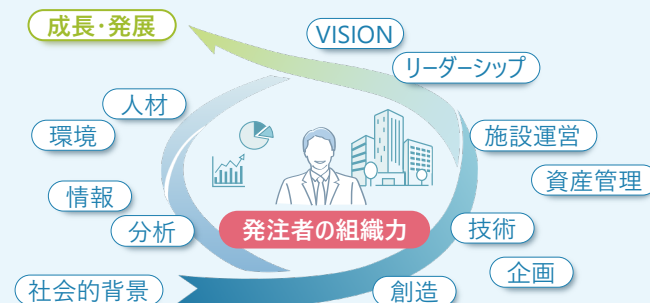 成長・発展
VISION
リーダーシップ
人材
環境
施設運営
資産管理
情報
分析
発注者の組織力
技術
企画
社会的背景
創造